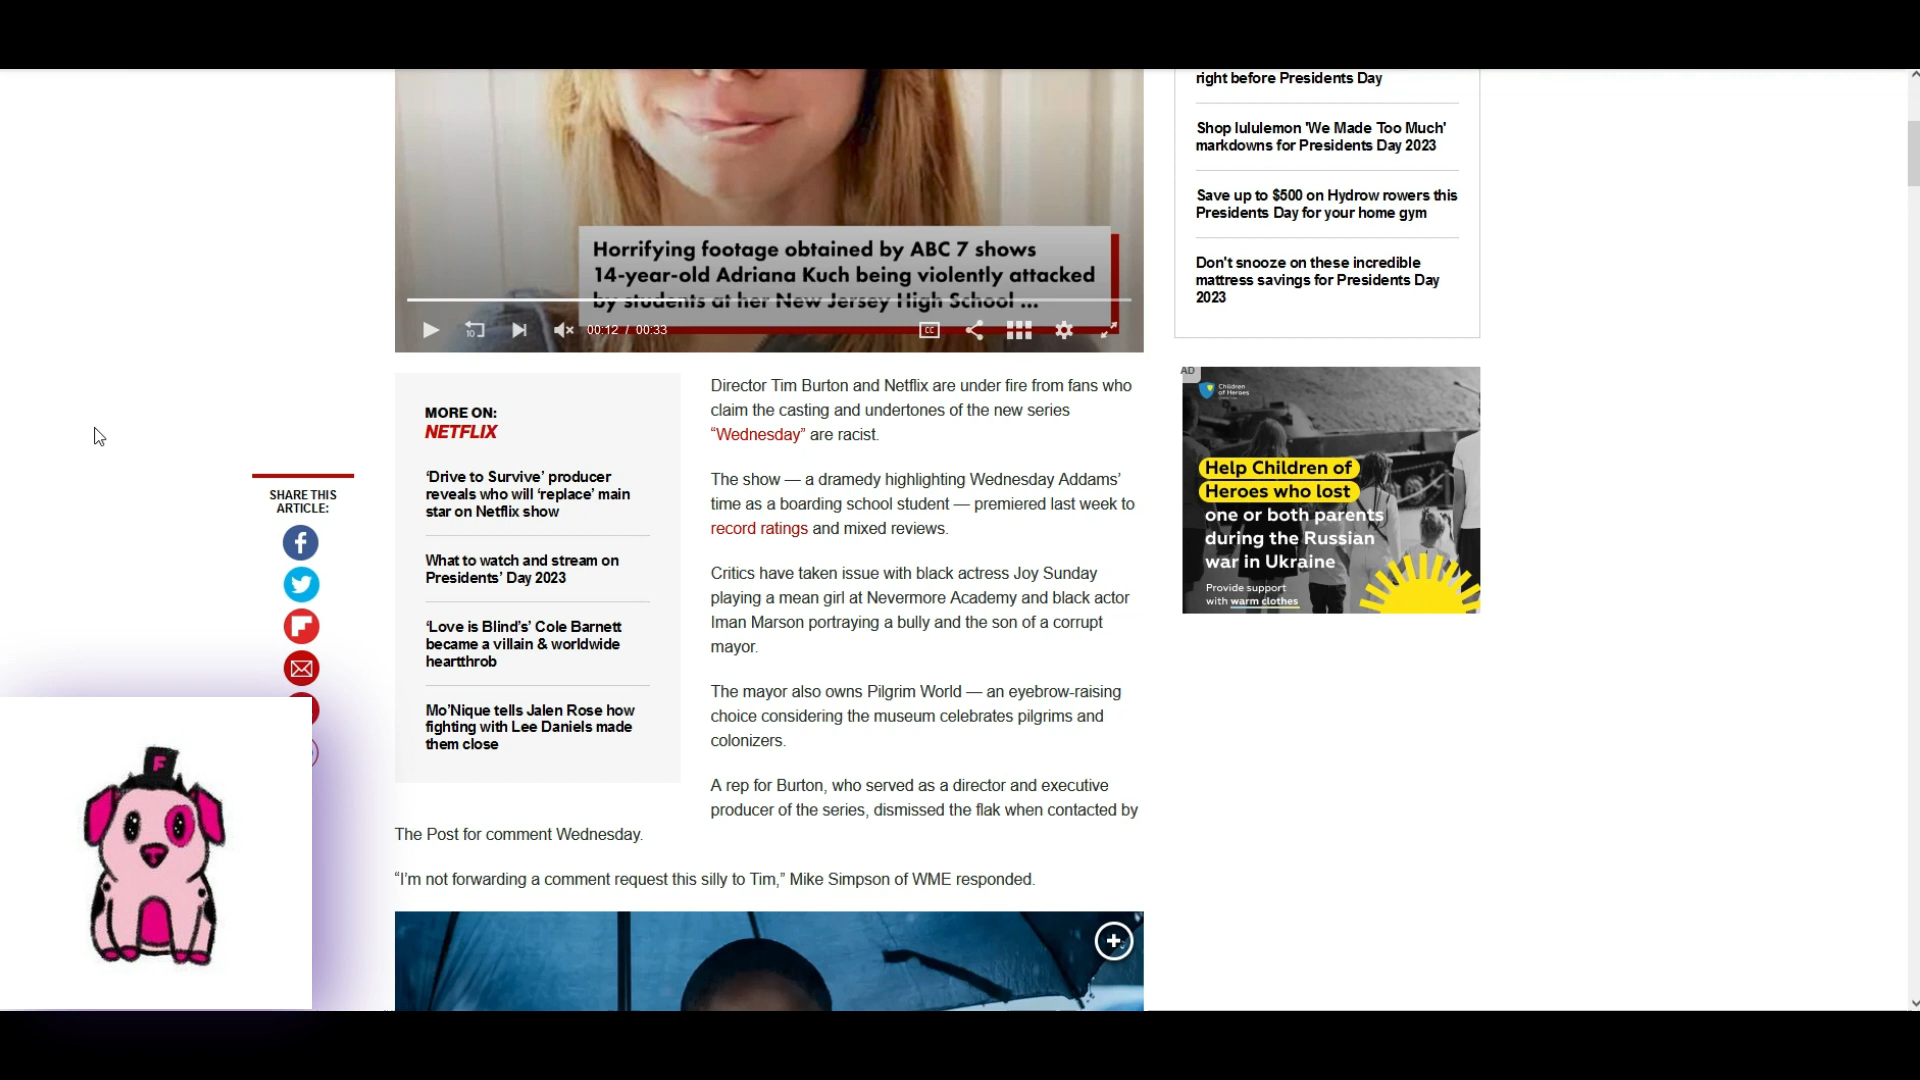 Horrifying footage obtained by ABC 7 shows
14-year-old Adriana Kuch being violently attacked
by students at her New Jersey High School ...
10
00:12 / 00:33
CC
MORE ON:
NETFLIX
‘Drive to Survive’ producer
reveals who will ‘replace’ main
star on Netflix show
What to watch and stream on
Presidents’ Day 2023
‘Love is Blind’s’ Cole Barnett
became a villain & worldwide
heartthrob
Mo’Nique tells Jalen Rose how
fighting with Lee Daniels made
them close
SHARE THIS
ARTICLE:
Director Tim Burton and Netflix are under fire from fans who
claim the casting and undertones of the new series
“Wednesday” are racist.
The show — a dramedy highlighting Wednesday Addams’
time as a boarding school student — premiered last week to
record ratings and mixed reviews.
Critics have taken issue with black actress Joy Sunday
playing a mean girl at Nevermore Academy and black actor
Iman Marson portraying a bully and the son of a corrupt
mayor.
The mayor also owns Pilgrim World — an eyebrow-raising
choice considering the museum celebrates pilgrims and
colonizers.
A rep for Burton, who served as a director and executive
producer of the series, dismissed the flak when contacted by
The Post for comment Wednesday.
“I’m not forwarding a comment request this silly to Tim,” Mike Simpson of WME responded.
right before Presidents Day
Shop lululemon 'We Made Too Much'
markdowns for Presidents Day 2023
Save up to $500 on Hydrow rowers this
Presidents Day for your home gym
Don't snooze on these incredible
mattress savings for Presidents Day
2023
AD
Children
of Heroes
Help Children of
Heroes who lost
one or both parents
during the Russian
war in Ukraine
Provide support
with warm clothes
F